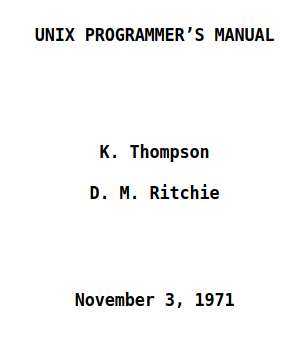 UNIX PROGRAMMER’S MANUAL
K. Thompson
D. M. Ritchie
November 3, 1971